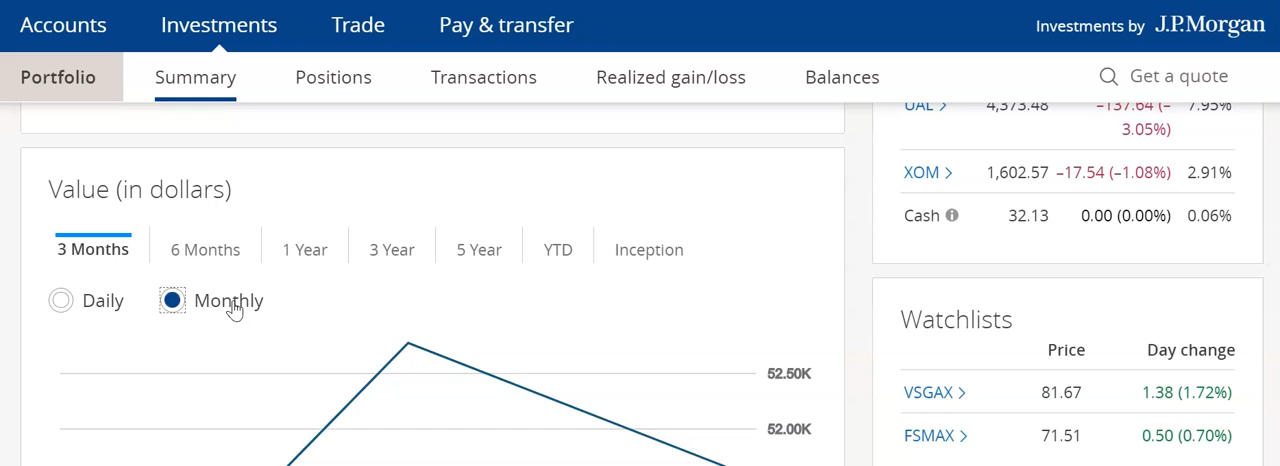 Accounts Investments Trade Pay & transfer Investments by J.P.Morgan
Portfolio Summary Positions Transactions Realized gain/loss Balances Get a quote
UAL 4,373.48 –137.64 (– 7.95%
3.05%)
XOM 1,602.57 –17.54 (–1.08%) 2.91%
Cash 32.13 0.00 (0.00%) 0.06%
Value (in dollars)
3 Months 6 Months 1 Year 3 Year 5 Year YTD Inception
Daily Monthly
52.50K
52.00K
Watchlists
Price Day change
VSGAX 81.67 1.38 (1.72%)
FSMAX 71.51 0.50 (0.70%)